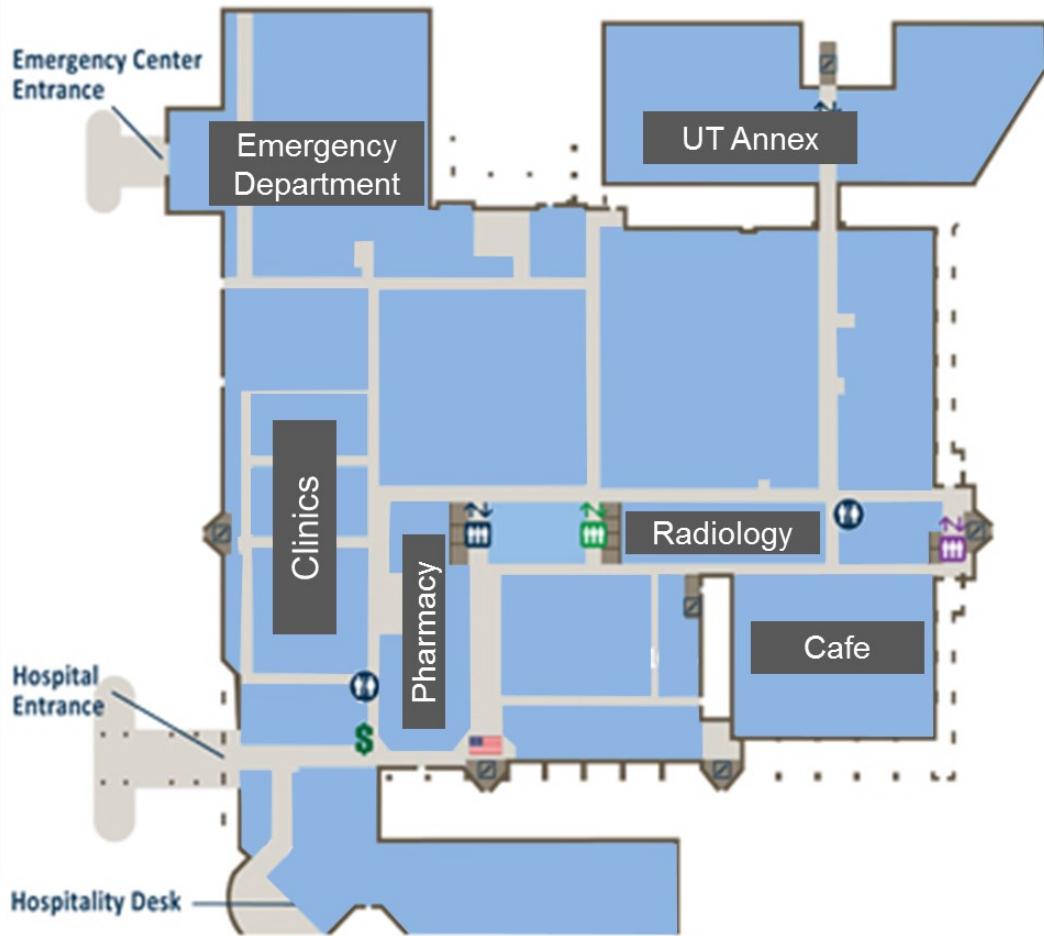 Emergency Center
Entrance
Emergency
Department
UT Annex
Clinics
Pharmacy
Radiology
Cafe
Hospital
Entrance
$
Hospitality Desk